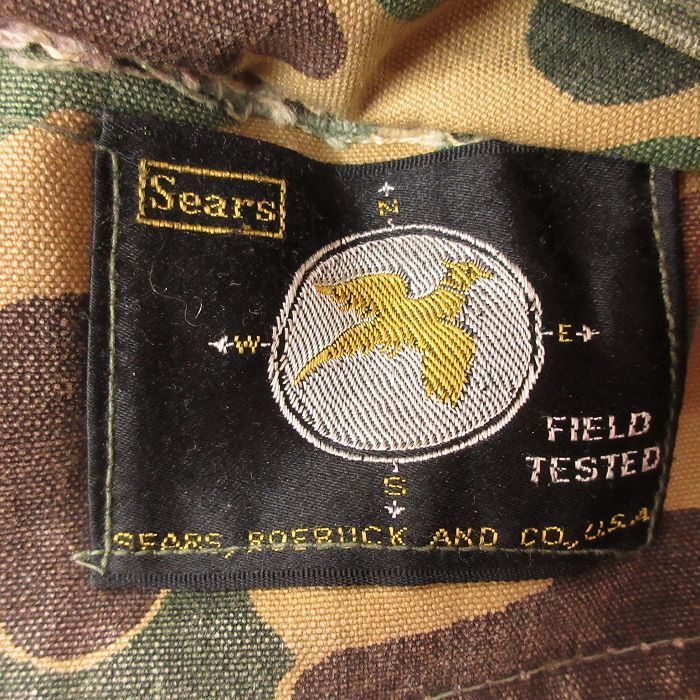 Sears
N
W E
S
FIELD
TESTED
SEARS, ROEBUCK AND CO., U.S.A.